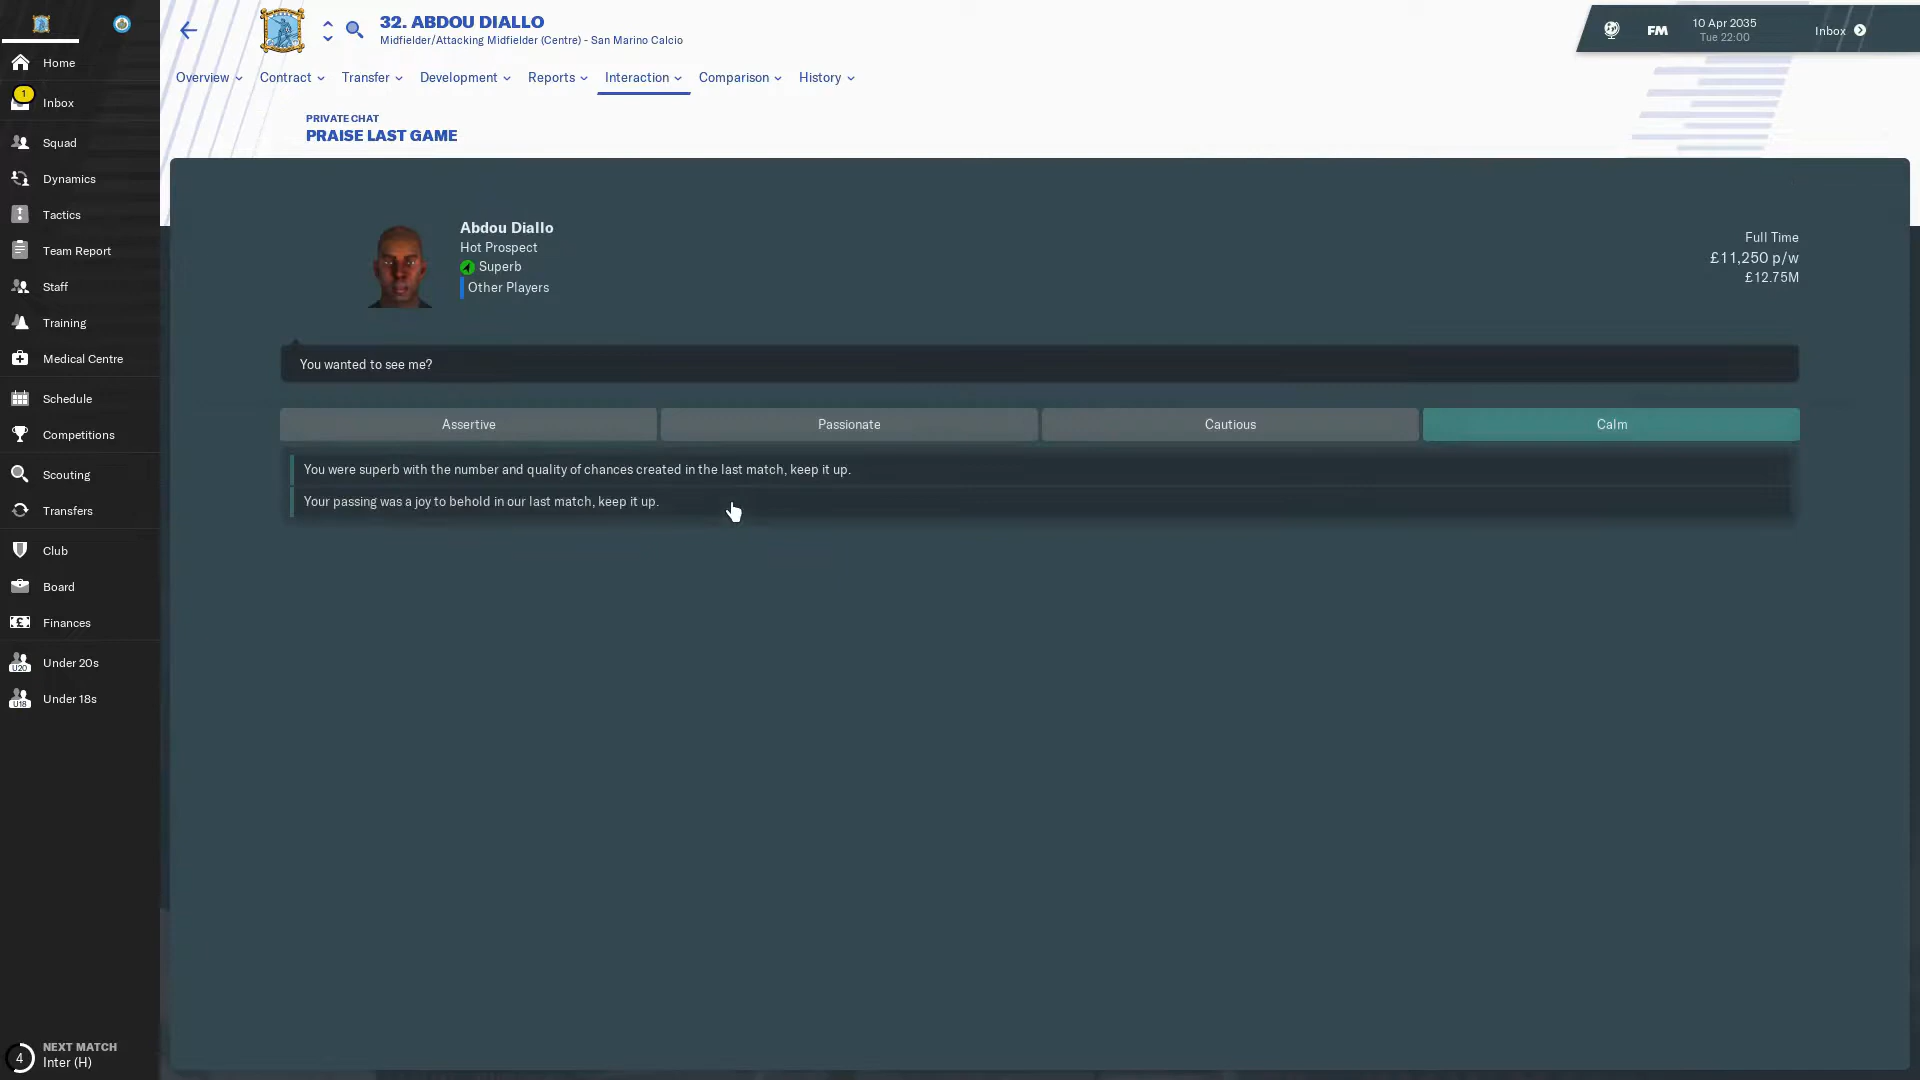 32. ABDOU DIALLO
Midfielder/Attacking Midfielder (Centre) - San Marino Calcio
FM
10 Apr 2035
Tue 22:00
Inbox
Overview
Contract
Transfer
Development
Reports
Interaction
Comparison
History
Home
1
Inbox
Squad
Dynamics
Tactics
Team Report
Staff
Training
Medical Centre
Schedule
Competitions
Scouting
Transfers
Club
Board
Finances
U20
Under 20s
U18
Under 18s
4
NEXT MATCH
Inter (H)
PRIVATE CHAT
PRAISE LAST GAME
Abdou Diallo
Hot Prospect
Superb
Other Players
Full Time
£11,250 p/w
£12.75M
You wanted to see me?
Assertive
Passionate
Cautious
Calm
You were superb with the number and quality of chances created in the last match, keep it up.
Your passing was a joy to behold in our last match, keep it up.